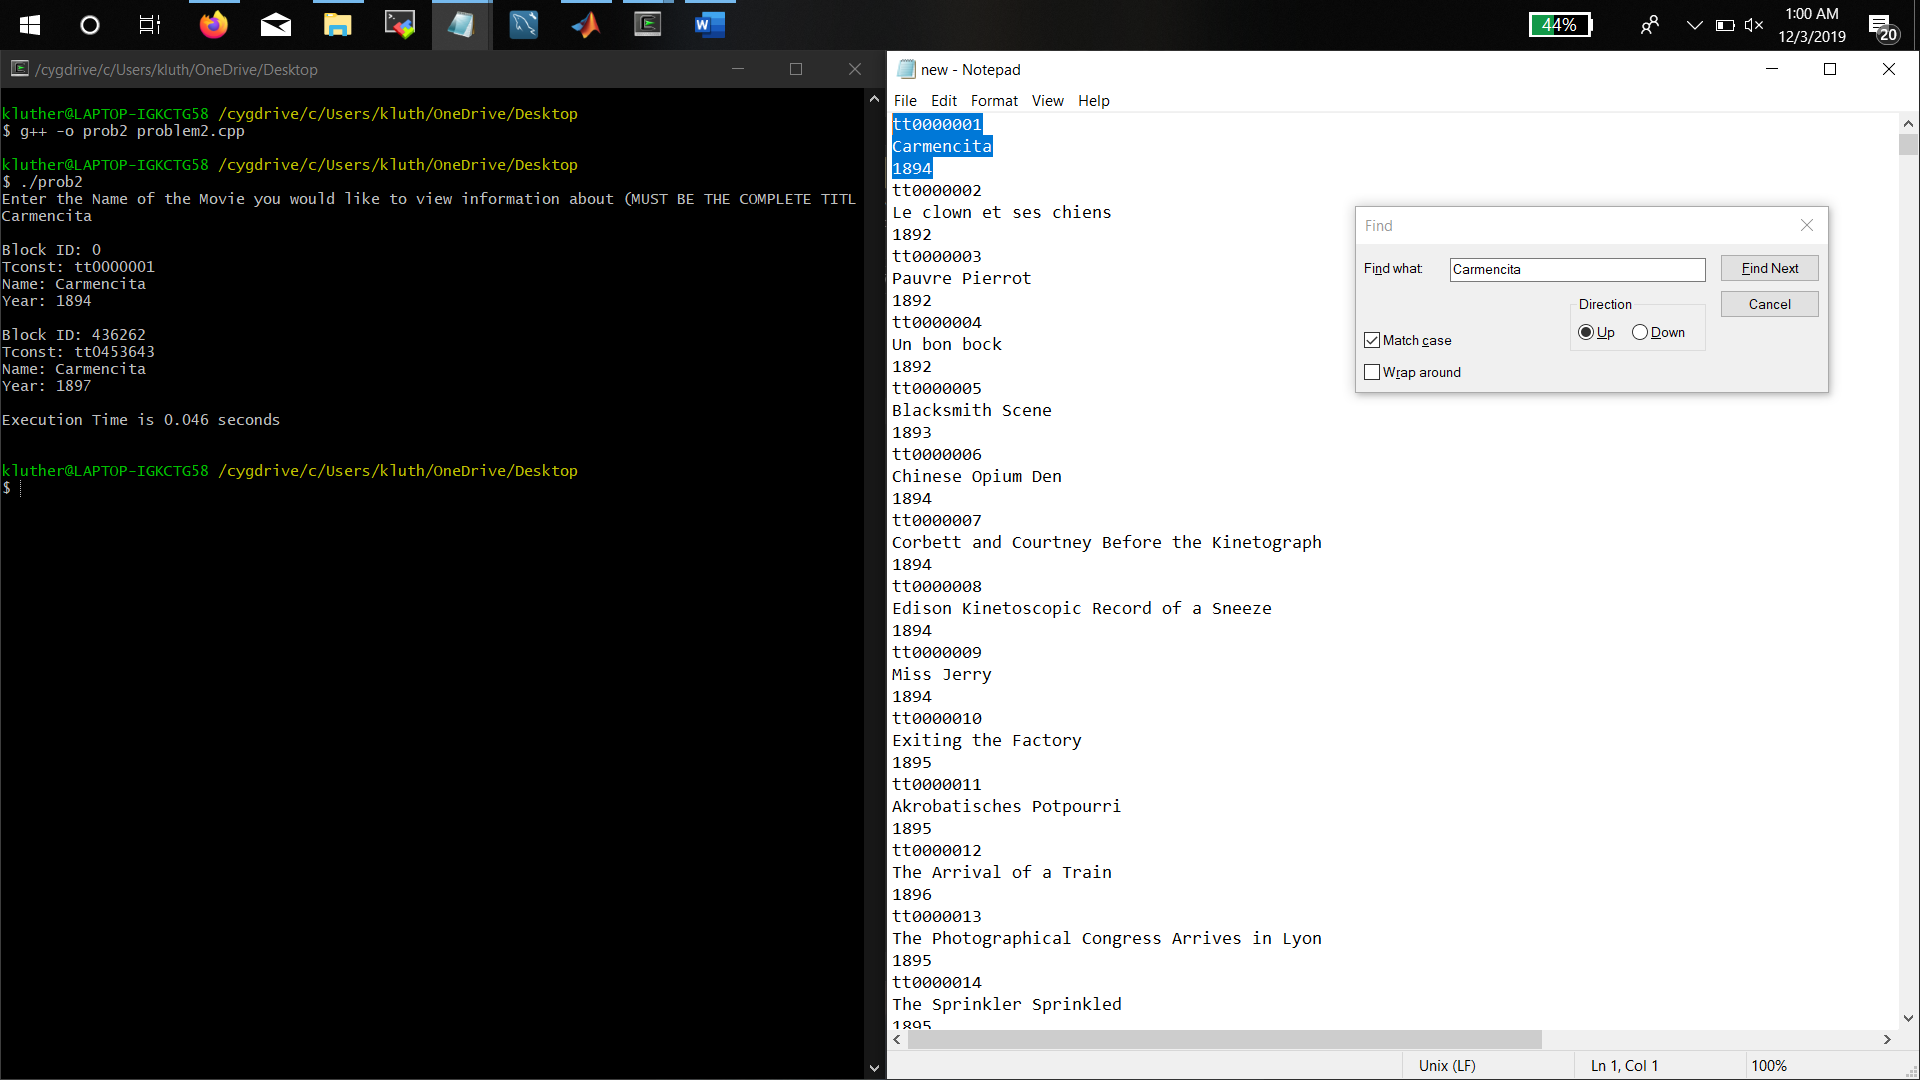 44%
1:00 AM
12/3/2019
20
/cygdrive/c/Users/kluth/OneDrive/Desktop
kluther@LAPTOP-IGKCTG58 /cygdrive/c/Users/kluth/OneDrive/Desktop
$ g++ -o prob2 problem2.cpp
kluther@LAPTOP-IGKCTG58 /cygdrive/c/Users/kluth/OneDrive/Desktop
$ ./prob2
Enter the Name of the Movie you would like to view information about (MUST BE THE COMPLETE TITL
Carmencita
Block ID: 0
Tconst: tt0000001
Name: Carmencita
Year: 1894
Block ID: 436262
Tconst: tt0453643
Name: Carmencita
Year: 1897
Execution Time is 0.046 seconds
kluther@LAPTOP-IGKCTG58 /cygdrive/c/Users/kluth/OneDrive/Desktop
$
new - Notepad
File Edit Format View Help
tt0000001
Carmencita
1894
tt0000002
Le clown et ses chiens
1892
tt0000003
Pauvre Pierrot
1892
tt0000004
Un bon bock
1892
tt0000005
Blacksmith Scene
1893
tt0000006
Chinese Opium Den
1894
tt0000007
Corbett and Courtney Before the Kinetograph
1894
tt0000008
Edison Kinetoscopic Record of a Sneeze
1894
tt0000009
Miss Jerry
1894
tt0000010
Exiting the Factory
1895
tt0000011
Akrobatisches Potpourri
1895
tt0000012
The Arrival of a Train
1896
tt0000013
The Photographical Congress Arrives in Lyon
1895
tt0000014
The Sprinkler Sprinkled
1895
Find
Find what: Carmencita Find Next
Direction Cancel
Up Down
Match case
Wrap around
Unix (LF) Ln 1, Col 1 100%